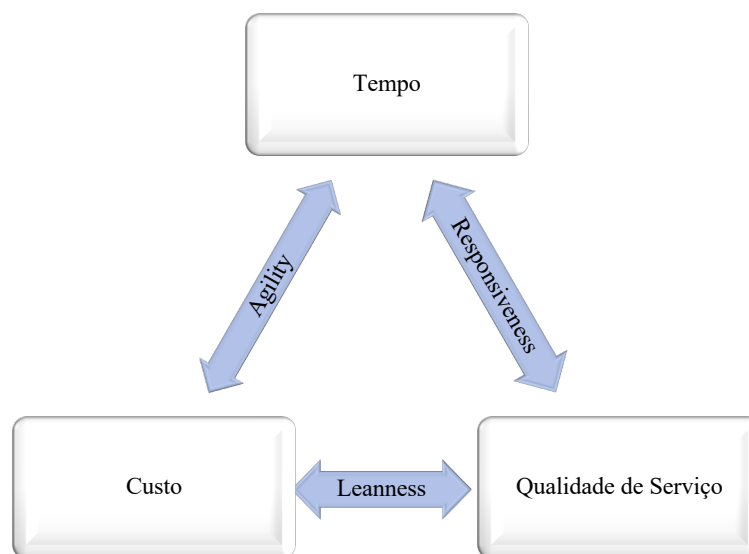 Tempo
Agility
Responsiveness
Custo
Leanness
Qualidade de Serviço